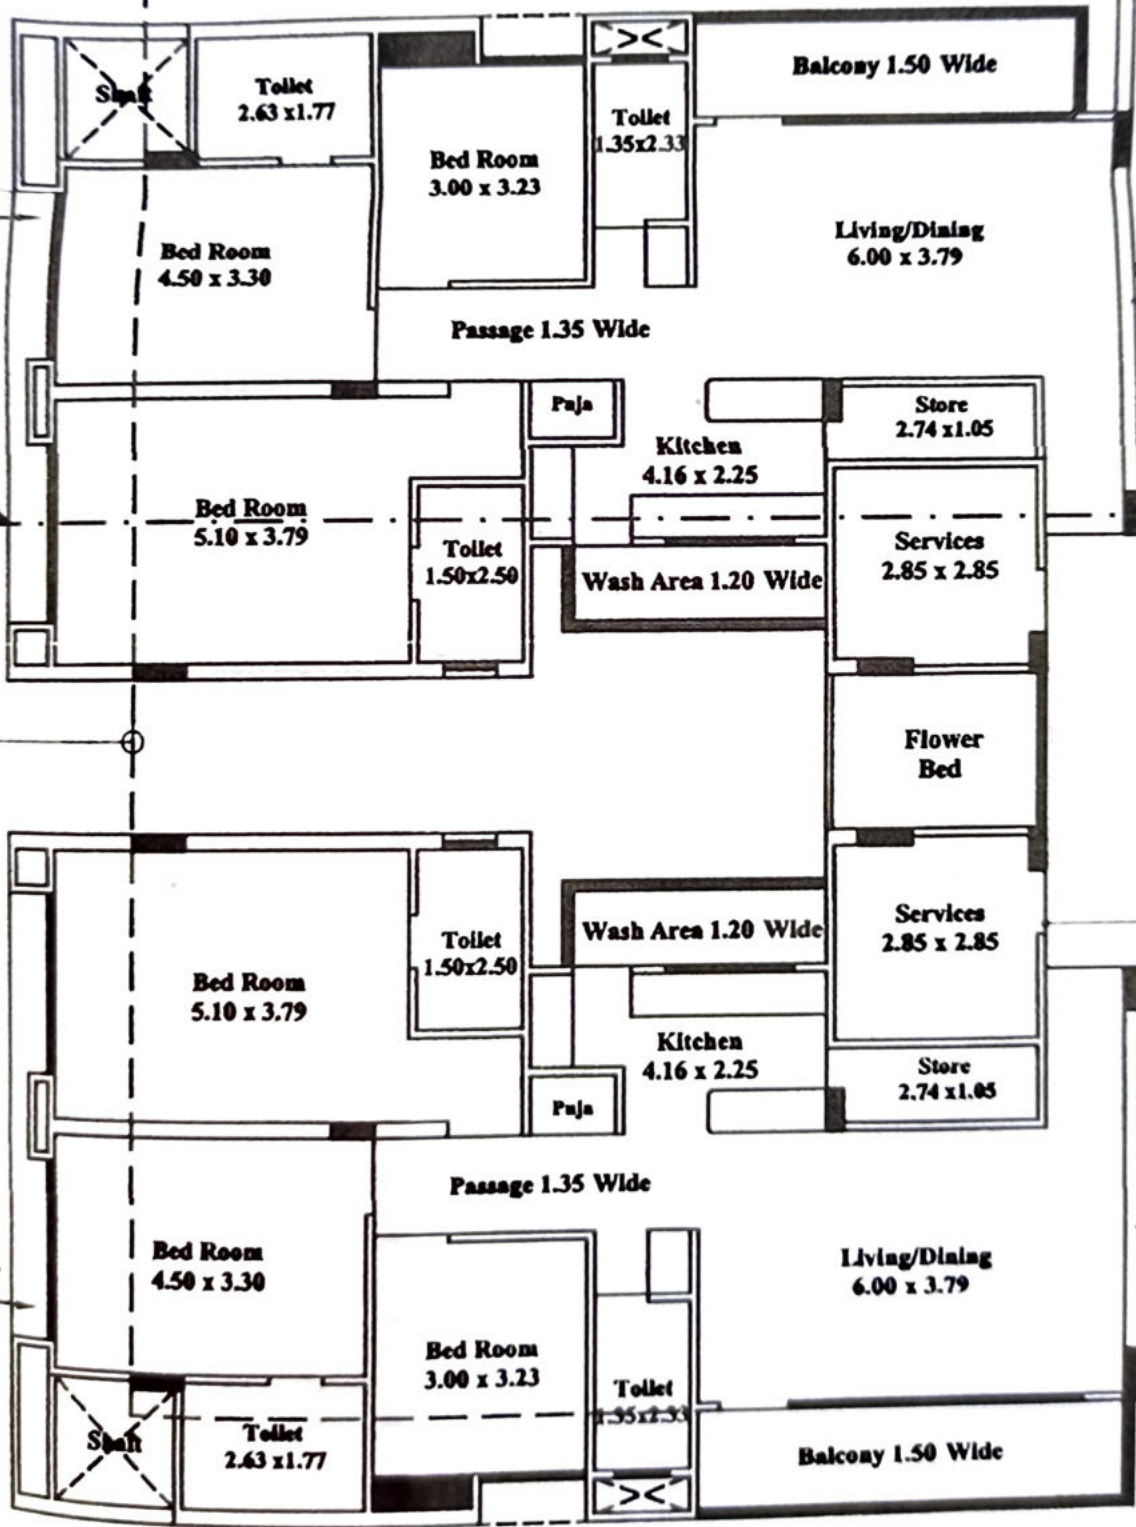 Shaft
Toilet
2.63 x1.77
Bed Room
3.00 x 3.23
Toilet
1.35x2.33
Balcony 1.50 Wide
Bed Room
4.50 x 3.30
Living/Dining
6.00 x 3.79
Passage 1.35 Wide
Puja
Kitchen
4.16 x 2.25
Store
2.74 x1.05
Bed Room
5.10 x 3.79
Toilet
1.50x2.50
Wash Area 1.20 Wide
Services
2.85 x 2.85
Flower
Bed
Bed Room
5.10 x 3.79
Toilet
1.50x2.50
Wash Area 1.20 Wide
Services
2.85 x 2.85
Kitchen
4.16 x 2.25
Store
2.74 x1.05
Puja
Passage 1.35 Wide
Bed Room
4.50 x 3.30
Living/Dining
6.00 x 3.79
Bed Room
3.00 x 3.23
Toilet
1.35x2.33
Shaft
Toilet
2.63 x1.77
Balcony 1.50 Wide